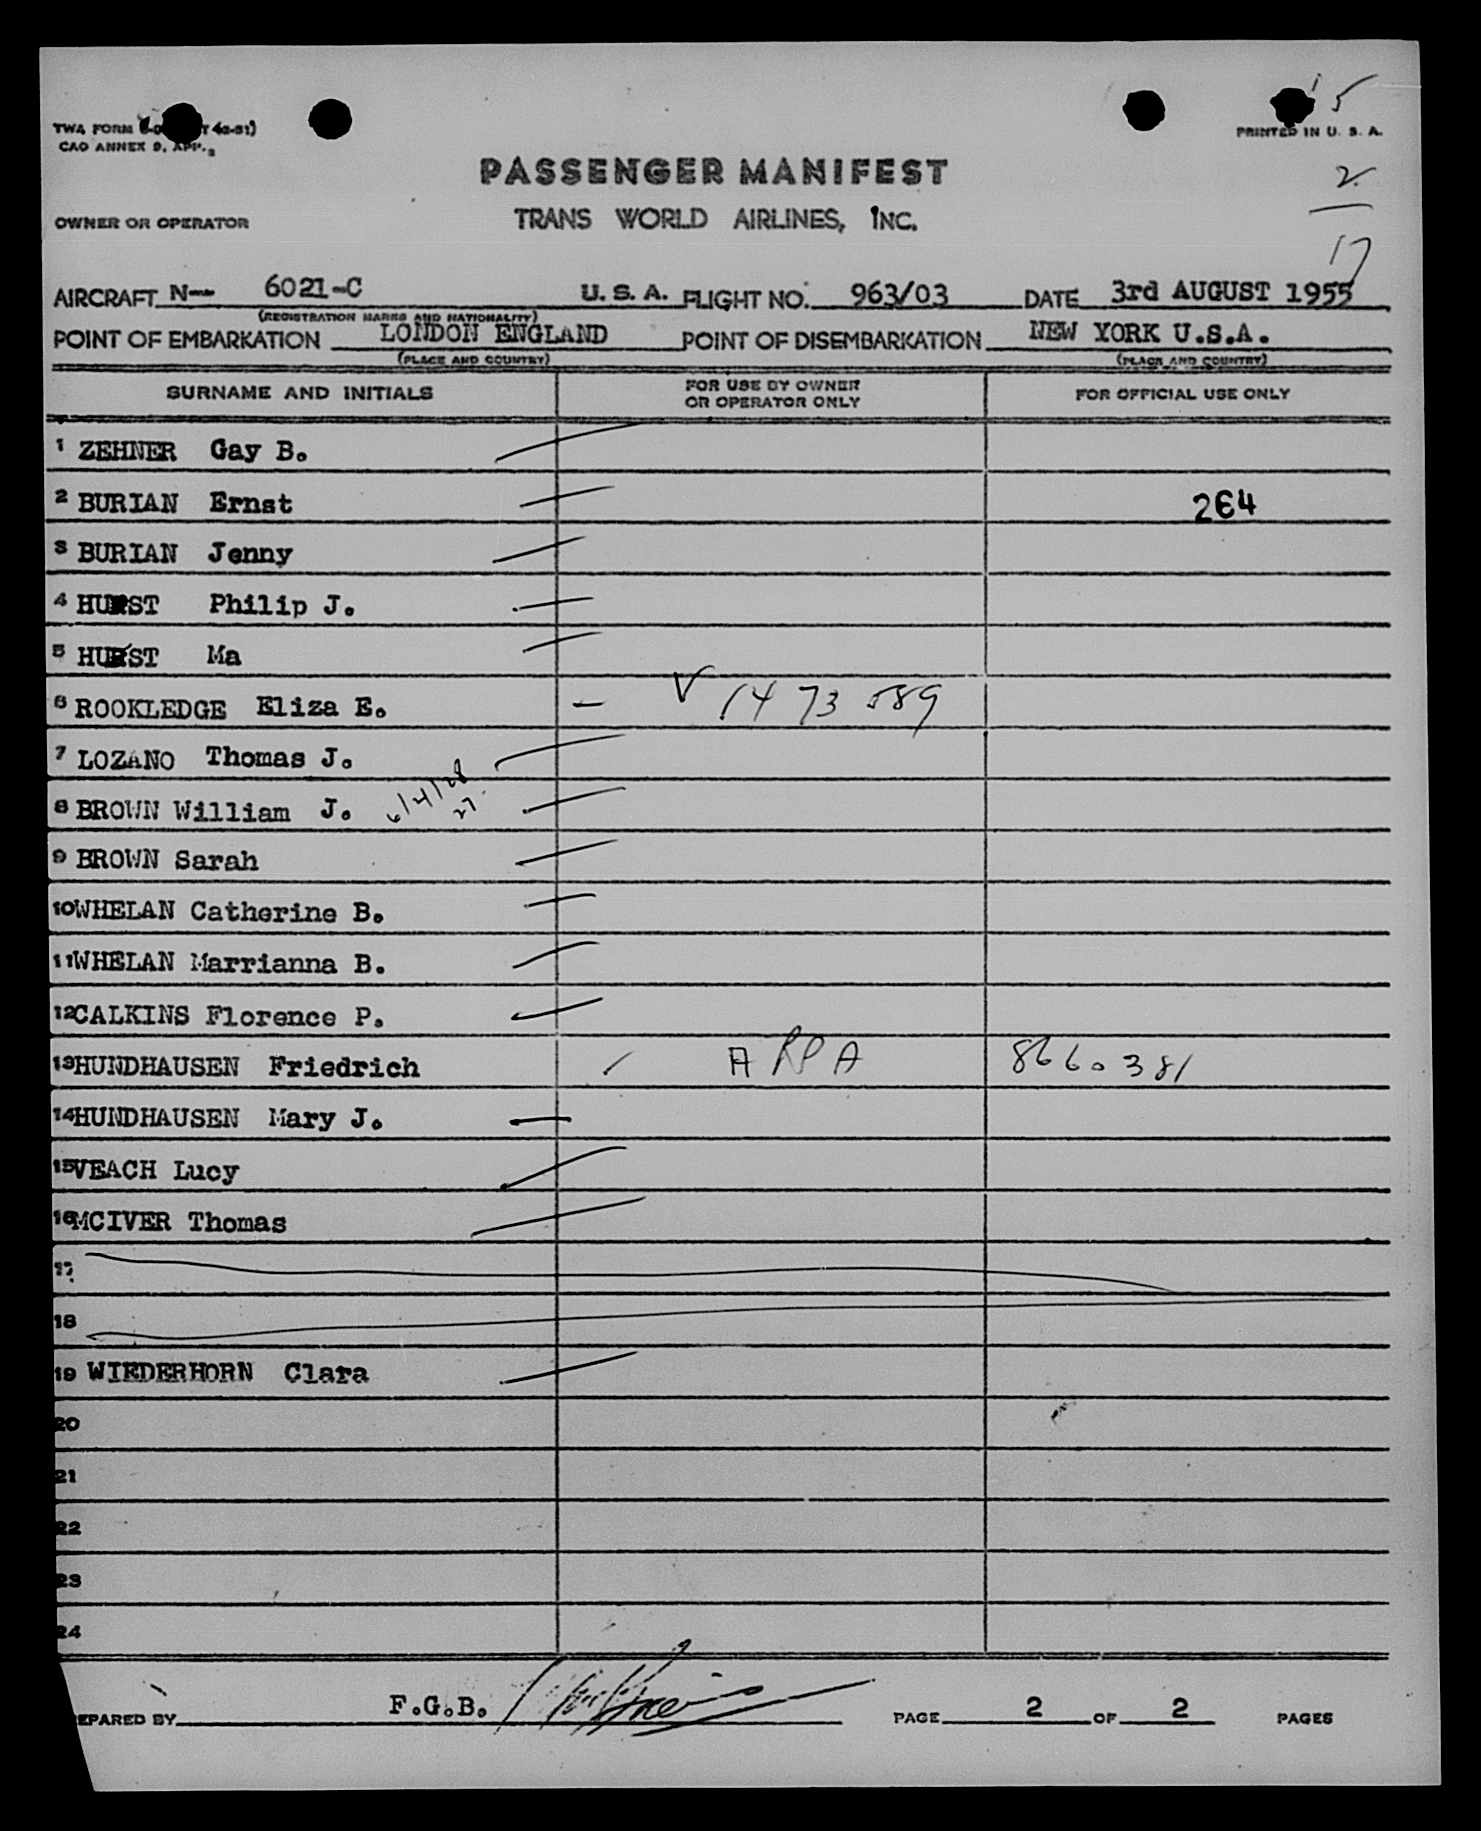 TWA FORM
PRINTED IN U. S. A.
ICAO ANNEX 9, APP.
15
2
17
PASSENGER MANIFEST
OWNER OR OPERATOR TRANS WORLD AIRLINES, INC.
AIRCRAFT N-- 6021-C U. S. A. FLIGHT NO. 963/03 DATE 3rd AUGUST 1955
(REGISTRATION MARKS AND NATIONALITY)
POINT OF EMBARKATION LONDON ENGLAND POINT OF DISEMBARKATION NEW YORK U.S.A.
(PLACE AND COUNTRY) (PLACE AND COUNTRY)
SURNAME AND INITIALS FOR USE BY OWNER OR OPERATOR ONLY FOR OFFICIAL USE ONLY
1 ZEHNER Gay B.
2 BURIAN Ernst 264
3 BURIAN Jenny
4 HURST Philip J.
5 HURST Ma
6 ROOKLEDGE Eliza E. – V 1473589
7 LOZANO Thomas J.
8 BROWN William J. 6/4/28 27
9 BROWN Sarah
10 WHELAN Catherine B.
11 WHELAN Marrianna B.
12 CALKINS Florence P.
13 HUNDHAUSEN Friedrich ARPA 8660381
14 HUNDHAUSEN Mary J.
15 VEACH Lucy
16 MCIVER Thomas
17
18
19 WIEDERHORN Clara
20
21
22
23
24
PREPARED BY F.G.B. PAGE 2 OF 2 PAGES